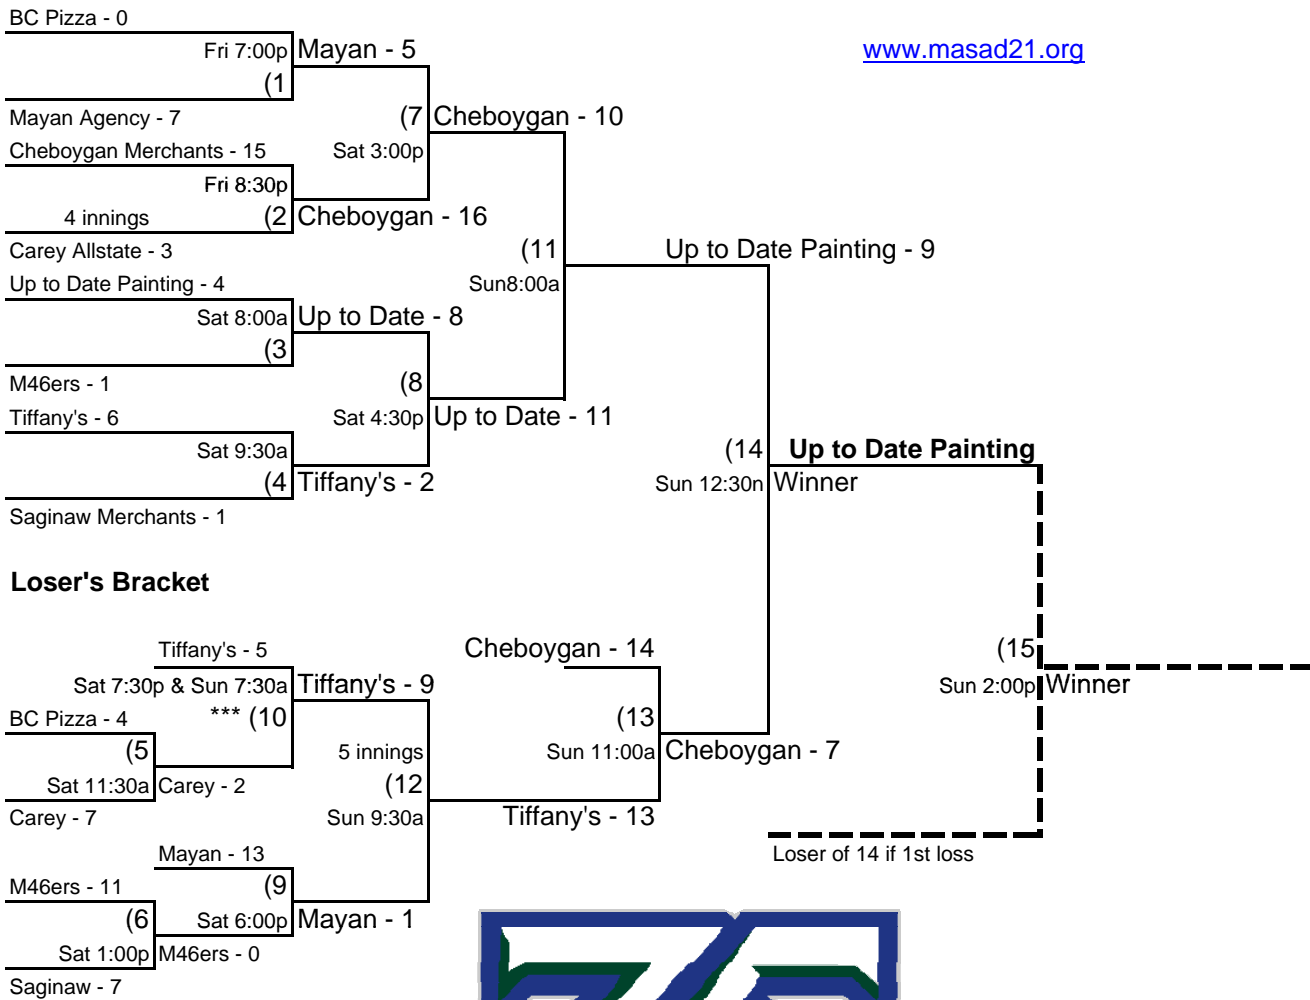 BC Pizza - 0
Fri 7:00p Mayan - 5 www.masad21.org
(1
Mayan Agency - 7 (7 Cheboygan - 10
Cheboygan Merchants - 15 Sat 3:00p
Fri 8:30p
4 innings (2 Cheboygan - 16
Carey Allstate - 3 (11 Up to Date Painting - 9
Up to Date Painting - 4 Sun8:00a
Sat 8:00a Up to Date - 8
(3
M46ers - 1 (8
Tiffany's - 6 Sat 4:30p Up to Date - 11
Sat 9:30a (14 Up to Date Painting
(4 Tiffany's - 2 Sun 12:30n Winner
Saginaw Merchants - 1
Loser's Bracket
Tiffany's - 5 Cheboygan - 14 (15
Sat 7:30p & Sun 7:30a Tiffany's - 9 Sun 2:00p Winner
BC Pizza - 4 *** (10 (13
(5 5 innings Sun 11:00a Cheboygan - 7
Sat 11:30a Carey - 2 (12
Carey - 7 Sun 9:30a Tiffany's - 13
Mayan - 13 Loser of 14 if 1st loss
M46ers - 11 (9
(6 Sat 6:00p Mayan - 1
Sat 1:00p M46ers - 0
Saginaw - 7